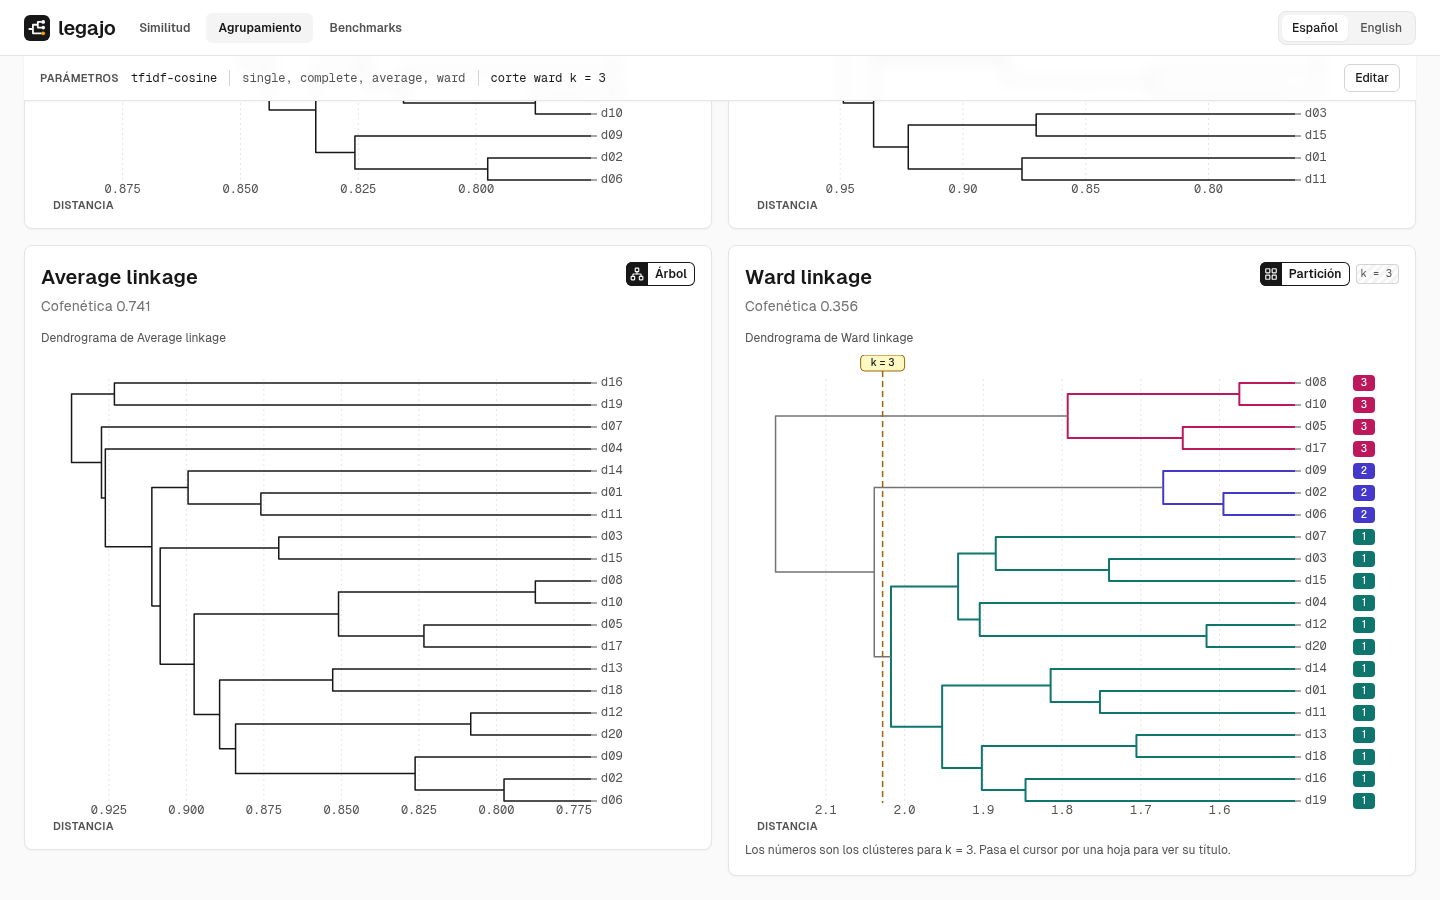 legajo Similitud Agrupamiento Benchmarks Español English
PARÁMETROS tfidf-cosine single, complete, average, ward corte ward k = 3 Editar
d10
d09
d02
d06
0.875 0.850 0.825 0.800
DISTANCIA
d03
d15
d01
d11
0.95 0.90 0.85 0.80
DISTANCIA
Average linkage
Árbol
Cofenética 0.741
Dendrograma de Average linkage
d16
d19
d07
d04
d14
d01
d11
d03
d15
d08
d10
d05
d17
d13
d18
d12
d20
d09
d02
d06
0.925 0.900 0.875 0.850 0.825 0.800 0.775
DISTANCIA
Ward linkage
Partición k = 3
Cofenética 0.356
Dendrograma de Ward linkage
k = 3
d08 3
d10 3
d05 3
d17 3
d09 2
d02 2
d06 2
d07 1
d03 1
d15 1
d04 1
d12 1
d20 1
d14 1
d01 1
d11 1
d13 1
d18 1
d16 1
d19 1
2.1 2.0 1.9 1.8 1.7 1.6
DISTANCIA
Los números son los clústeres para k = 3. Pasa el cursor por una hoja para ver su título.